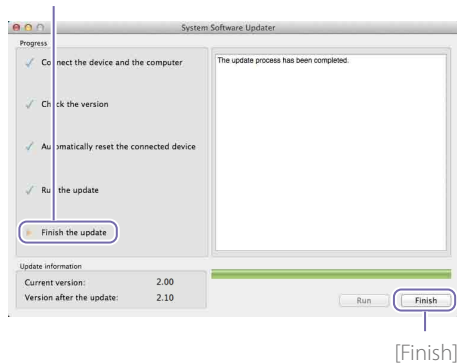 System Software Updater
Progress
Connect the device and the computer
The update process has been completed.
Check the version
Automatically reset the connected device
Run the update
Finish the update
Update information
Current version: 2.00
Version after the update: 2.10
Run
Finish
[Finish]